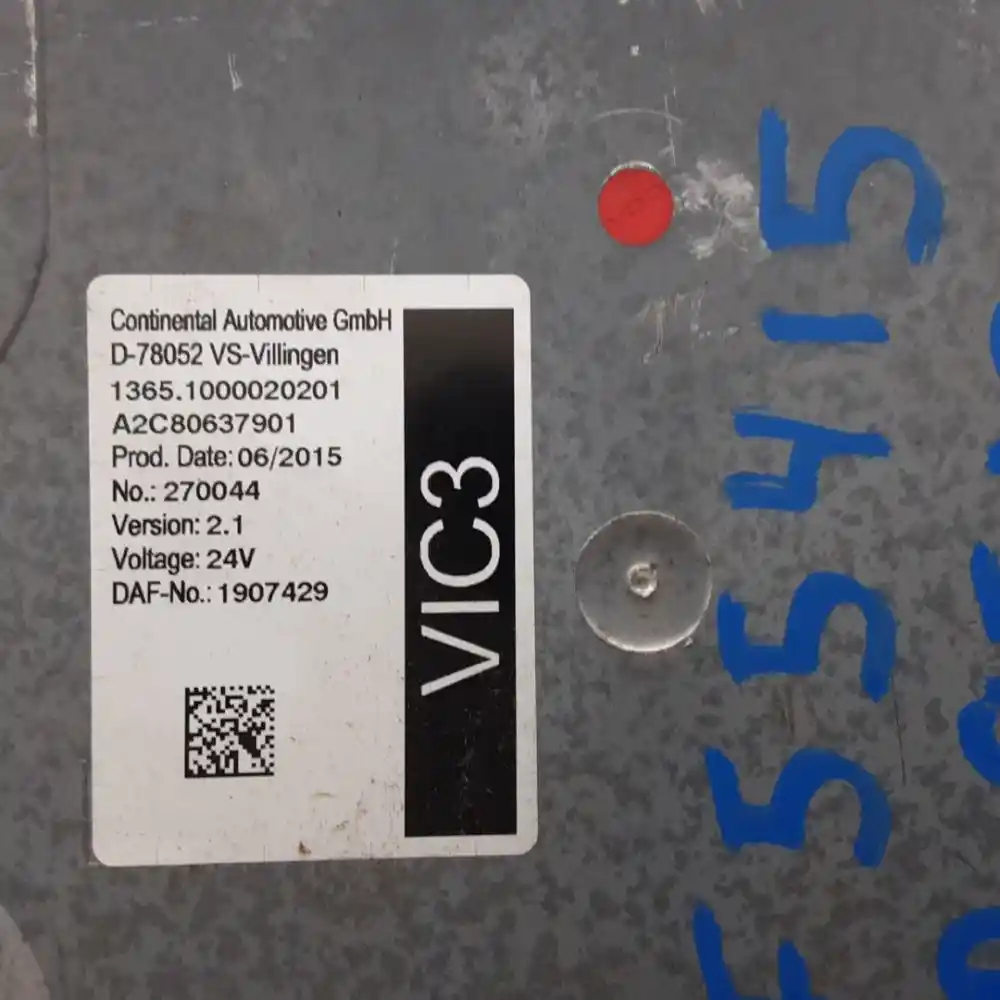 Continental Automotive GmbH
D-78052 VS-Villingen
1365.1000020201
A2C80637901
Prod. Date: 06/2015
No.: 270044
Version: 2.1
Voltage: 24V
DAF-No.: 1907429
VIC3
55415